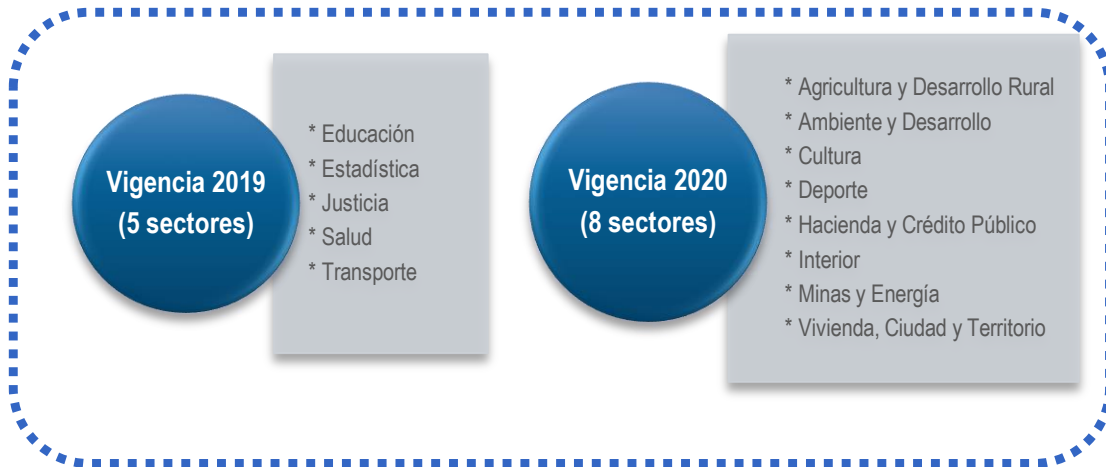 Vigencia 2019
(5 sectores)
* Educación
* Estadística
* Justicia
* Salud
* Transporte
Vigencia 2020
(8 sectores)
* Agricultura y Desarrollo Rural
* Ambiente y Desarrollo
* Cultura
* Deporte
* Hacienda y Crédito Público
* Interior
* Minas y Energía
* Vivienda, Ciudad y Territorio